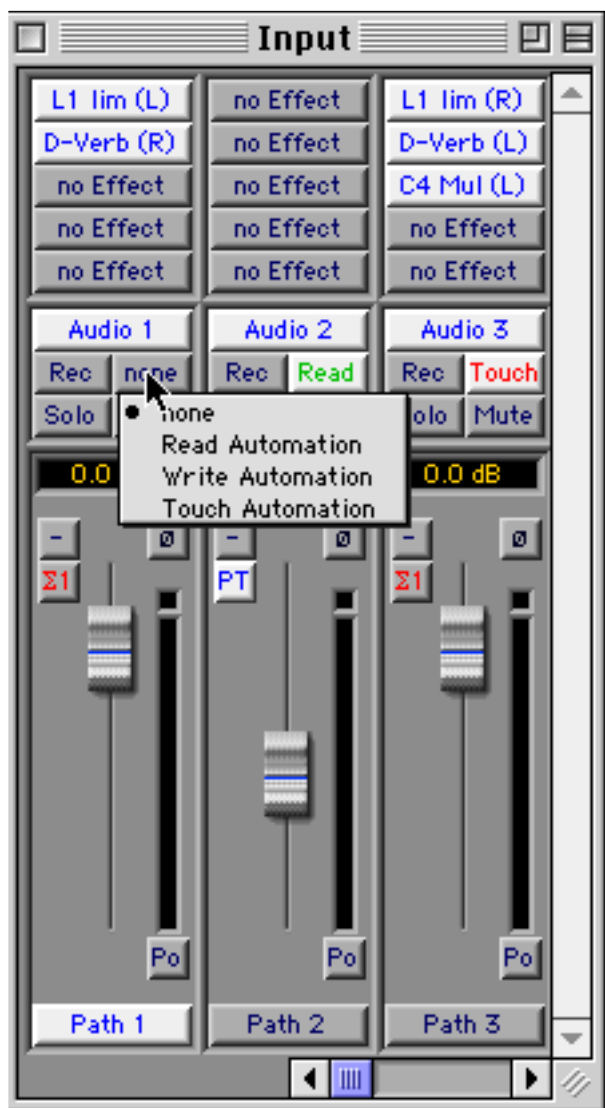 Input
L1 lim (L) no Effect L1 lim (R)
D-Verb (R) no Effect D-Verb (L)
no Effect no Effect C4 Mul (L)
no Effect no Effect no Effect
no Effect no Effect no Effect
Audio 1 Audio 2 Audio 3
Rec none Rec Read Rec Touch
Solo Mute
none
Read Automation
Write Automation
Touch Automation
0.0 0.0 dB
- ø - ø - ø
Σ1 PT Σ1
Po Po Po
Path 1 Path 2 Path 3